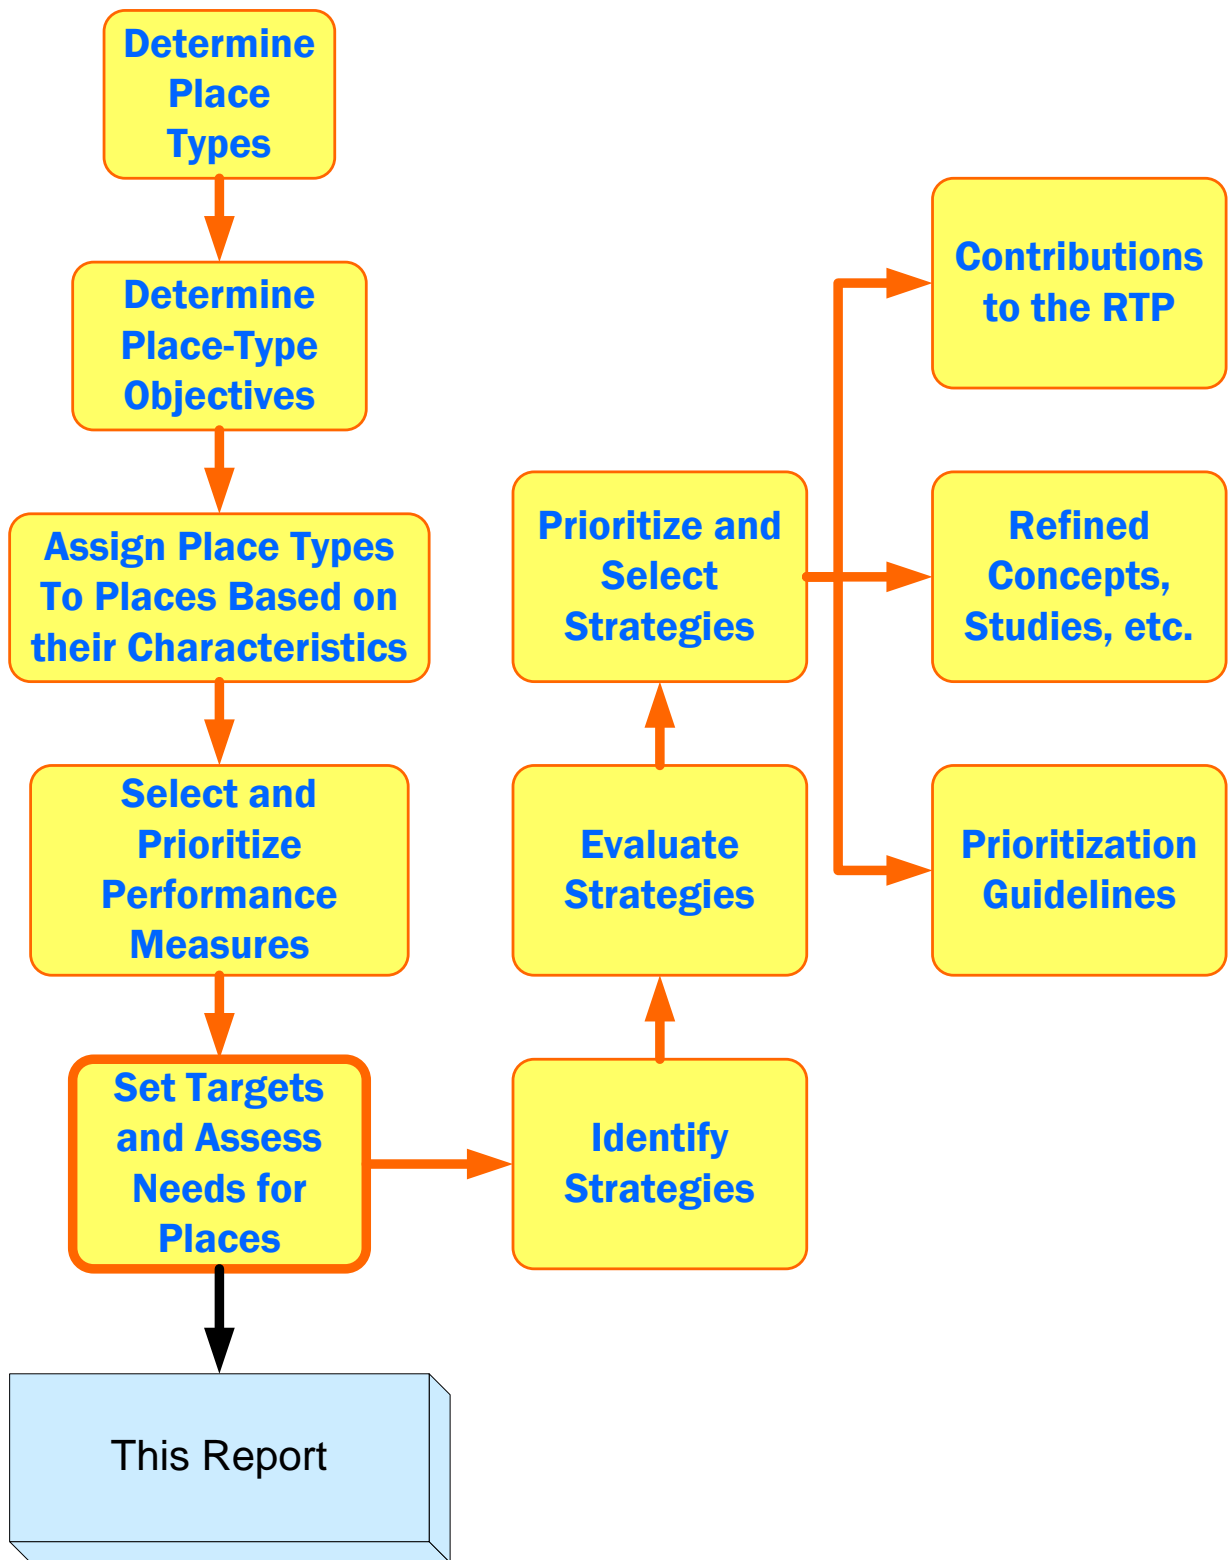 Determine
Place
Types
Determine
Place-Type
Objectives
Assign Place Types
To Places Based on
their Characteristics
Select and
Prioritize
Performance
Measures
Set Targets
and Assess
Needs for
Places
This Report
Prioritize and
Select
Strategies
Evaluate
Strategies
Identify
Strategies
Contributions
to the RTP
Refined
Concepts,
Studies, etc.
Prioritization
Guidelines